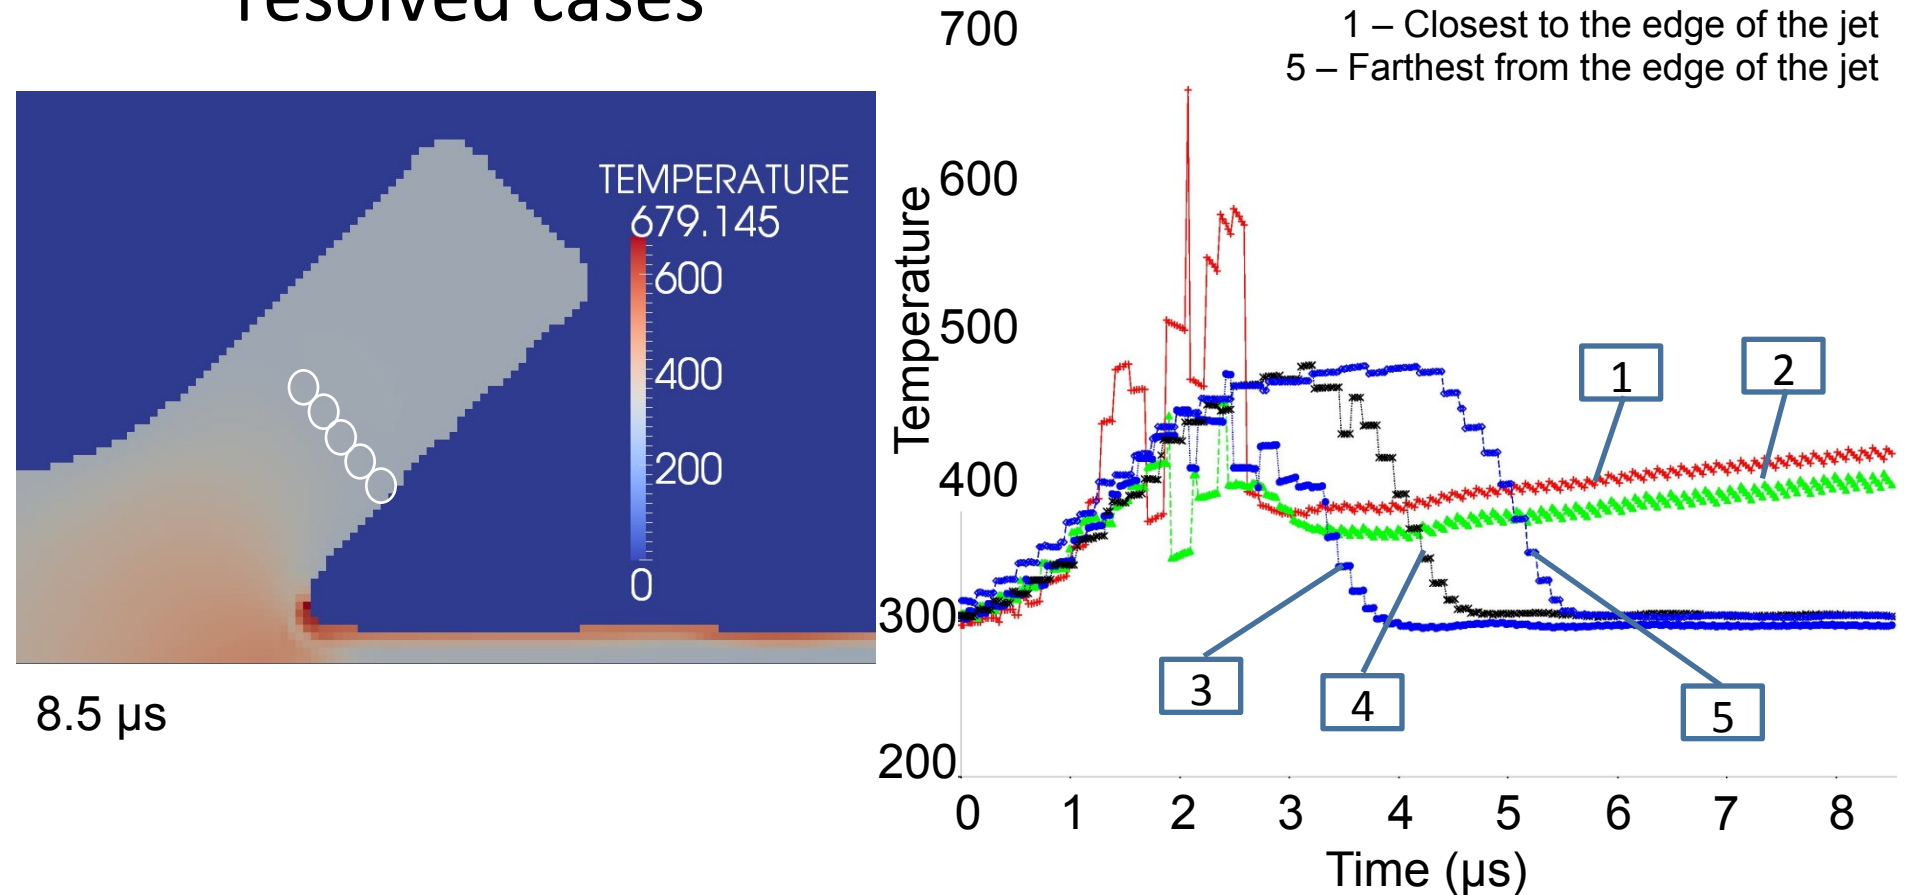 resolved cases
TEMPERATURE
679.145
600
400
200
0
8.5 μs
1 – Closest to the edge of the jet
5 – Farthest from the edge of the jet
700
600
500
400
300
200
Temperature
1
2
3
4
5
0 1 2 3 4 5 6 7 8
Time (μs)